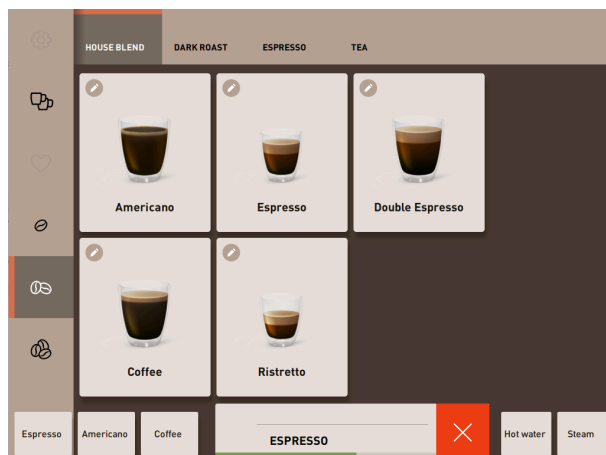 HOUSE BLEND DARK ROAST ESPRESSO TEA
Americano Espresso Double Espresso
Coffee Ristretto
Espresso Americano Coffee ESPRESSO Hot water Steam